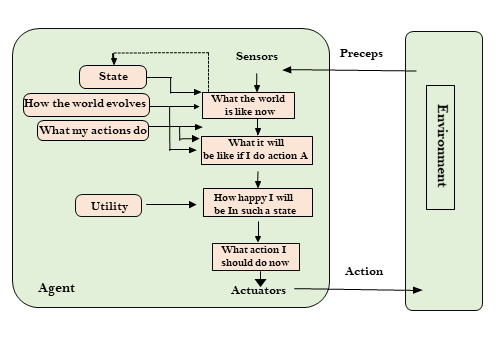 Sensors
Preceps
State
How the world evolves
What my actions do
What the world
is like now
What it will
be like if I do action A
How happy I will
be In such a state
Utility
What action I
should do now
Agent
Actuators
Action
Environment